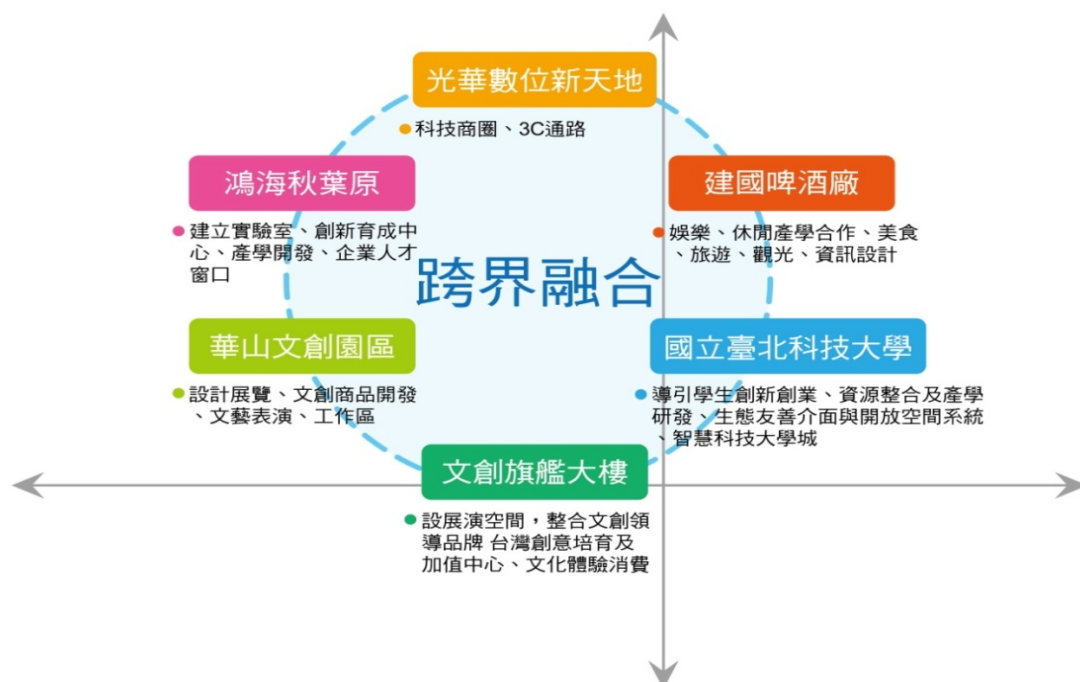 光華數位新天地
科技商圈、3C通路
鴻海秋葉原
建立實驗室、創新育成中
心、產學開發、企業人才
窗口
建國啤酒廠
娛樂、休閒產學合作、美食
、旅遊、觀光、資訊設計
跨界融合
華山文創園區
設計展覽、文創商品開發
、文藝表演、工作區
國立臺北科技大學
導引學生創新創業、資源整合及產學
研發、生態友善介面與開放空間系統
、智慧科技大學城
文創旗艦大樓
設展演空間，整合文創領
導品牌 台灣創意培育及
加值中心、文化體驗消費